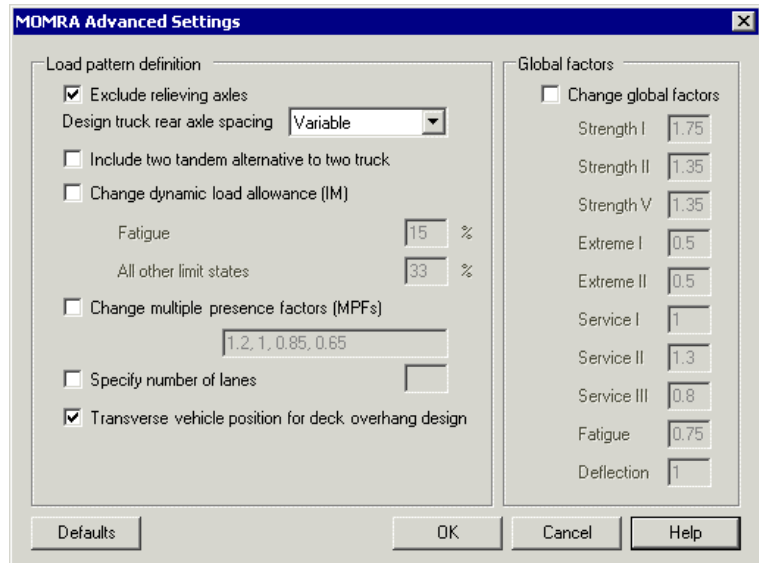 MOMRA Advanced Settings
Load pattern definition
Exclude relieving axles
Design truck rear axle spacing Variable
Include two tandem alternative to two truck
Change dynamic load allowance (IM)
Fatigue 15 %
All other limit states 33 %
Change multiple presence factors (MPFs)
1.2, 1, 0.85, 0.65
Specify number of lanes
Transverse vehicle position for deck overhang design
Global factors
Change global factors
Strength I 1.75
Strength II 1.35
Strength V 1.35
Extreme I 0.5
Extreme II 0.5
Service I 1
Service II 1.3
Service III 0.8
Fatigue 0.75
Deflection 1
Defaults OK Cancel Help